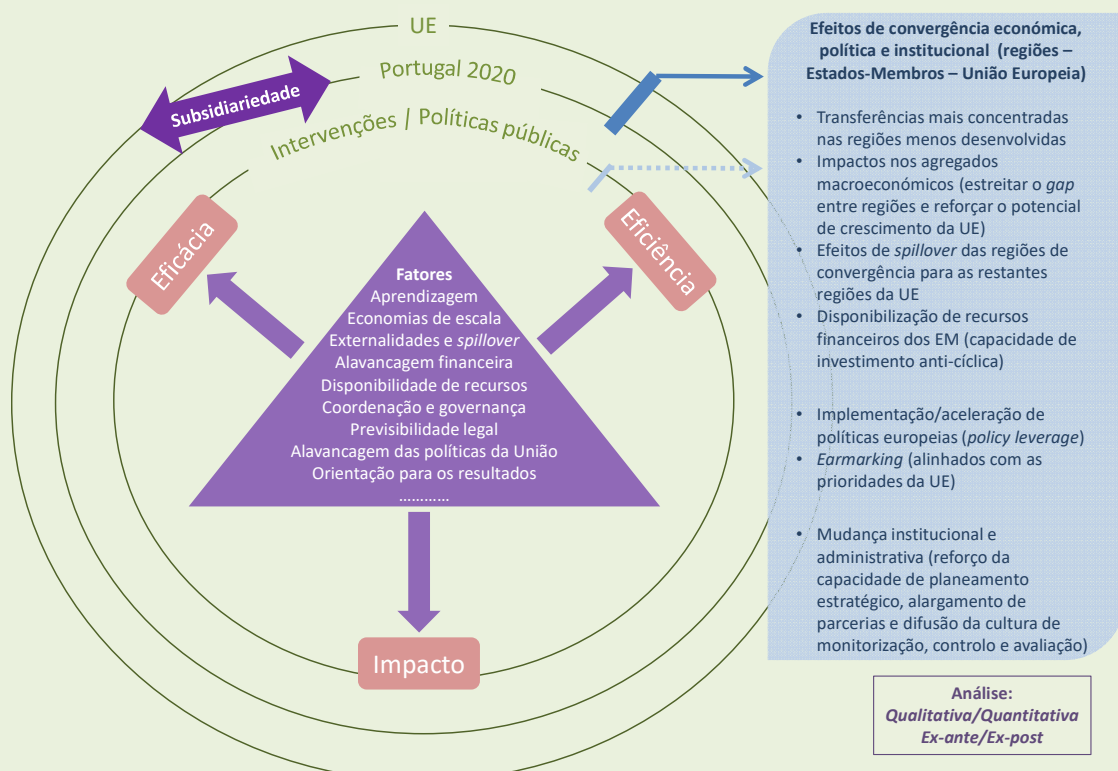 UE
Portugal 2020
Subsidiariedade
Intervenções | Políticas públicas
Eficácia
Eficiência
Fatores
Aprendizagem
Economias de escala
Externalidades e spillover
Alavancagem financeira
Disponibilidade de recursos
Coordenação e governança
Previsibilidade legal
Alavancagem das políticas da União
Orientação para os resultados
…………
Impacto
Efeitos de convergência económica,
política e institucional (regiões –
Estados-Membros – União Europeia)
• Transferências mais concentradas
nas regiões menos desenvolvidas
• Impactos nos agregados
macroeconómicos (estreitar o gap
entre regiões e reforçar o potencial
de crescimento da UE)
• Efeitos de spillover das regiões de
convergência para as restantes
regiões da UE
• Disponibilização de recursos
financeiros dos EM (capacidade de
investimento anti-cíclica)
• Implementação/aceleração de
políticas europeias (policy leverage)
• Earmarking (alinhados com as
prioridades da UE)
• Mudança institucional e
administrativa (reforço da
capacidade de planeamento
estratégico, alargamento de
parcerias e difusão da cultura de
monitorização, controlo e avaliação)
Análise:
Qualitativa/Quantitativa
Ex-ante/Ex-post